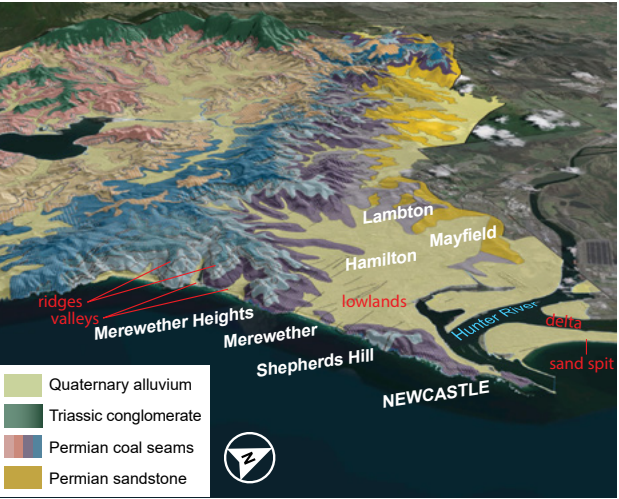 Lambton
Mayfield
Hamilton
lowlands
Hunter River
delta
sand spit
ridges
valleys
Merewether Heights
Merewether
Shepherds Hill
NEWCASTLE
Quaternary alluvium
Triassic conglomerate
Permian coal seams
Permian sandstone
N